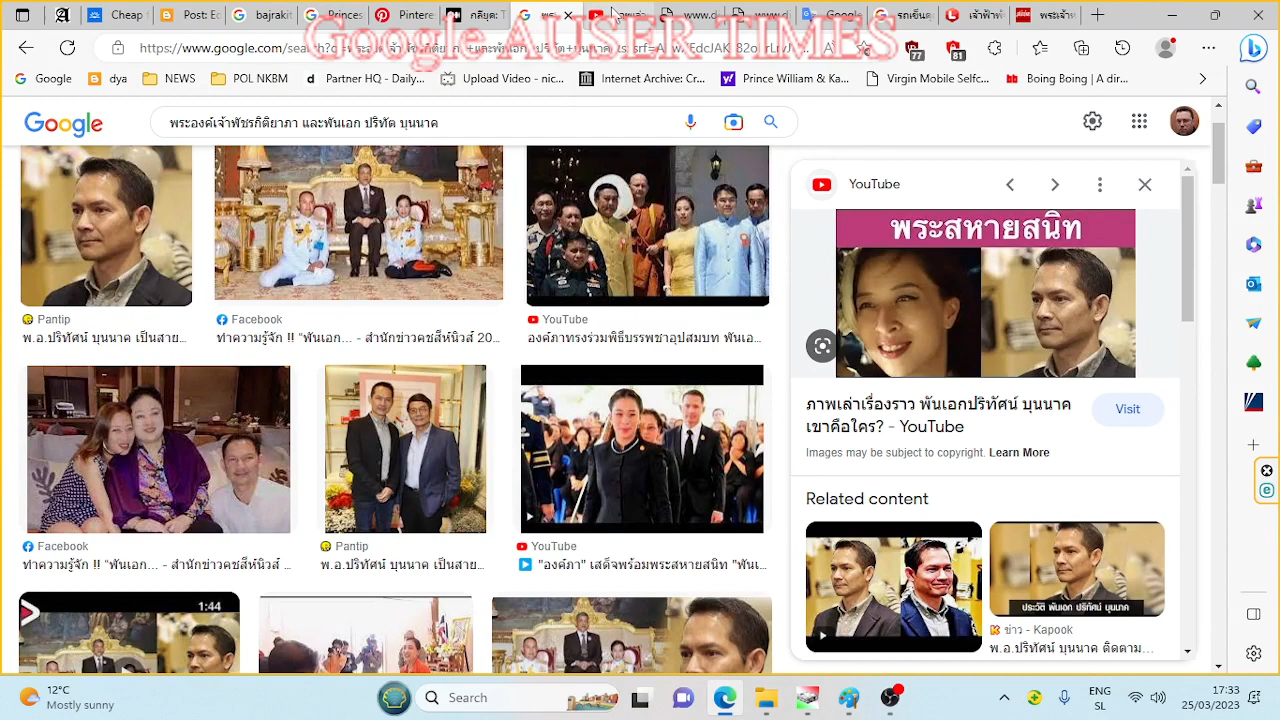 Cheap
Post: Ec
bajraki
Princes
Pinteres
Google AUSER TIMES
https://www.google.com/sea
77
81
Google
dya
NEWS
POL NKBM
Partner HQ - Daily...
Upload Video - nic...
Internet Archive: Cr...
Prince William & Ka...
Virgin Mobile Selfc...
Boing Boing | A dir...
Google
พระองค์เจ้าพัชรกิติยาภา และพันเอก ปริทัต บุนนาค
YouTube
พระสหายสนิท
Pantip
พ.อ.ปริทัศน์ บุนนาค เป็นสาย...
Facebook
ทำความรู้จัก !! “พันเอก... - สำนักข่าวคชสีห์นิวส์ 20...
YouTube
องค์ภาทรงร่วมพิธีบรรพชาอุปสมบท พันเอ...
ภาพเล่าเรื่องราว พันเอกปริทัศน์ บุนนาค
เขาคือใคร? - YouTube
Visit
Images may be subject to copyright. Learn More
Related content
Facebook
ทำความรู้จัก !! “พันเอก... - สำนักข่าวคชสีห์นิวส์ ...
Pantip
พ.อ.ปริทัศน์ บุนนาค เป็นสาย...
YouTube
"องค์ภา" เสด็จพร้อมพระสหายสนิท "พัน...
1:44
ประวัติ พันเอก ปริทัศน์ บุนนาค
ข่าว - Kapook
พ.อ.ปริทัศน์ บุนนาค ติดตาม...
12°C
Mostly sunny
Search
ENG
SL
17:33
25/03/2023